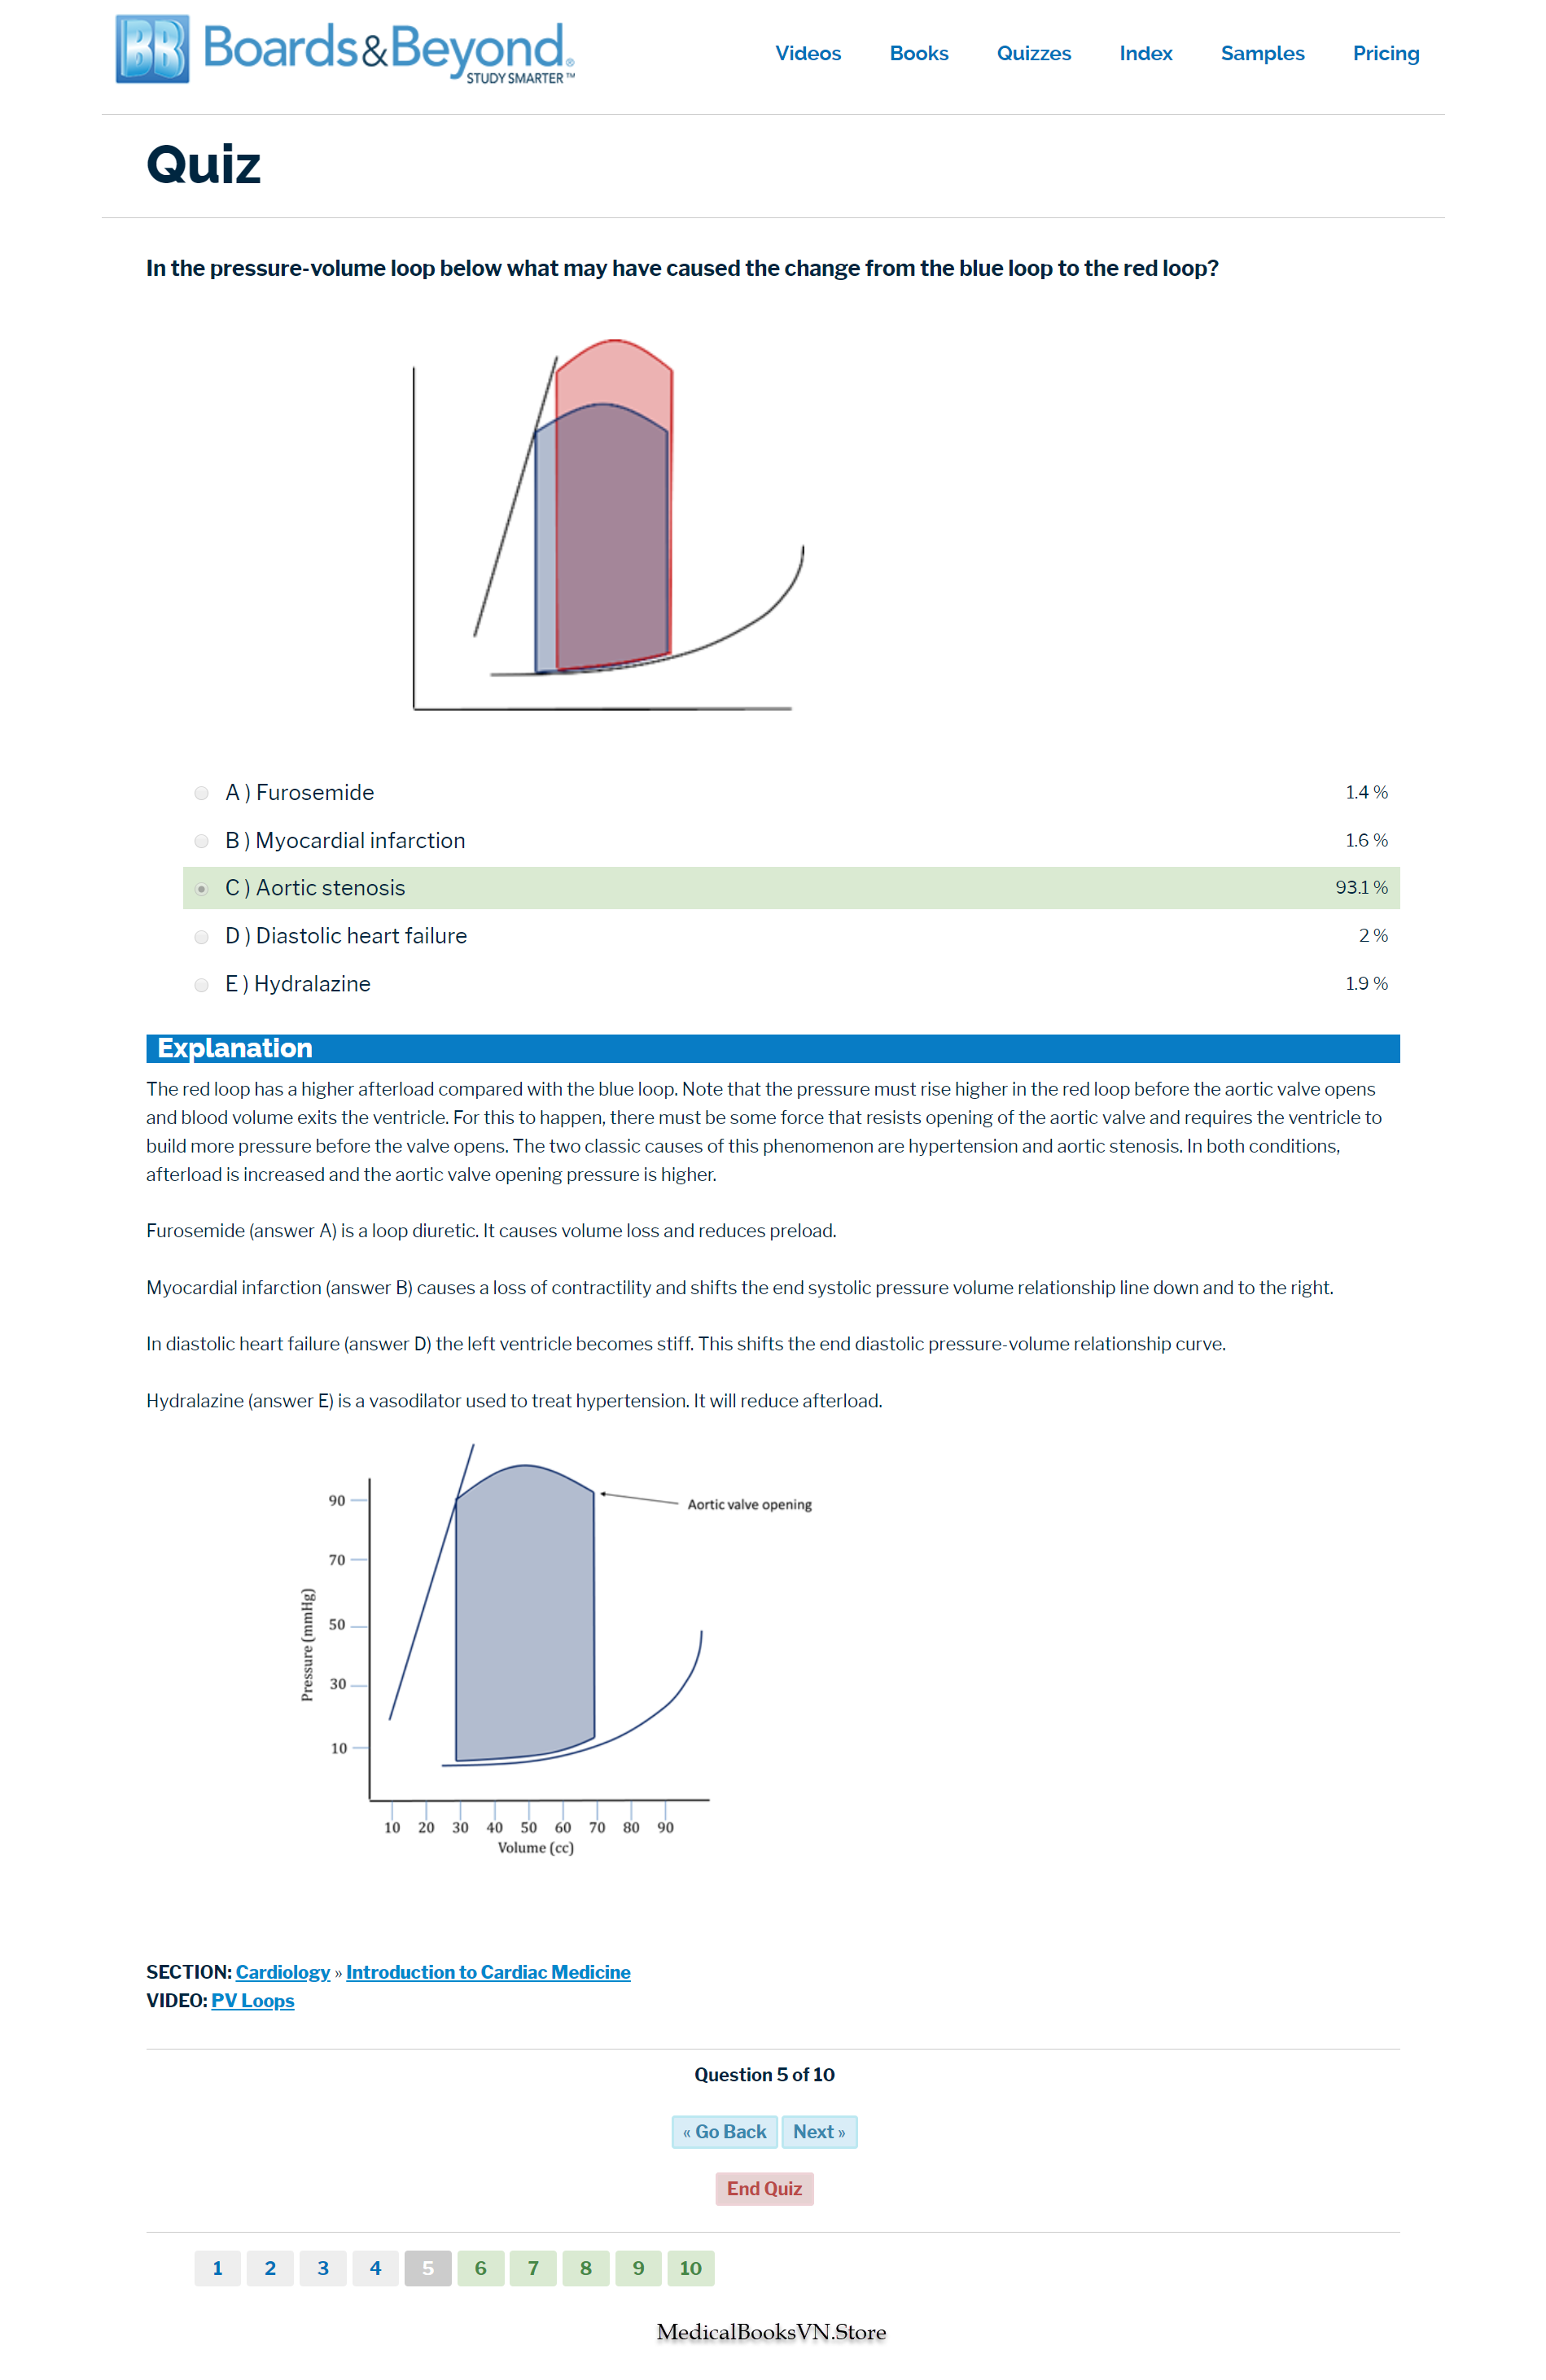 BB Boards&Beyond®
STUDY SMARTER™
Videos Books Quizzes Index Samples Pricing
Quiz
In the pressure-volume loop below what may have caused the change from the blue loop to the red loop?
A ) Furosemide 1.4 %
B ) Myocardial infarction 1.6 %
C ) Aortic stenosis 93.1 %
D ) Diastolic heart failure 2 %
E ) Hydralazine 1.9 %
Explanation
The red loop has a higher afterload compared with the blue loop. Note that the pressure must rise higher in the red loop before the aortic valve opens
and blood volume exits the ventricle. For this to happen, there must be some force that resists opening of the aortic valve and requires the ventricle to
build more pressure before the valve opens. The two classic causes of this phenomenon are hypertension and aortic stenosis. In both conditions,
afterload is increased and the aortic valve opening pressure is higher.
Furosemide (answer A) is a loop diuretic. It causes volume loss and reduces preload.
Myocardial infarction (answer B) causes a loss of contractility and shifts the end systolic pressure volume relationship line down and to the right.
In diastolic heart failure (answer D) the left ventricle becomes stiff. This shifts the end diastolic pressure-volume relationship curve.
Hydralazine (answer E) is a vasodilator used to treat hypertension. It will reduce afterload.
Aortic valve opening
90
70
50
30
10
Pressure (mmHg)
10 20 30 40 50 60 70 80 90
Volume (cc)
SECTION: Cardiology » Introduction to Cardiac Medicine
VIDEO: PV Loops
Question 5 of 10
« Go Back Next »
End Quiz
1 2 3 4 5 6 7 8 9 10
MedicalBooksVN.Store